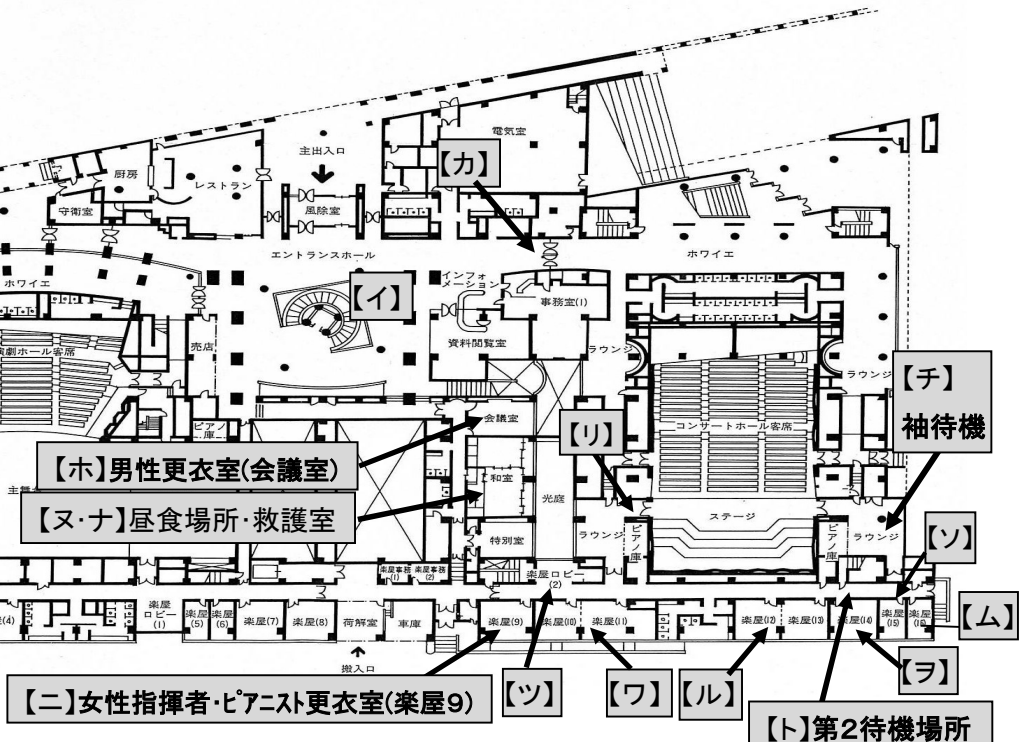 電気室
主出入口
【カ】
厨房
レストラン
守衛室
風除室
エントランスホール
ホワイエ
ホワイエ
【イ】
インフォ
メーション
事務室(1)
売店
資料閲覧室
ラウンジ
演劇ホール客席
ラウンジ
【チ】
袖待機
会議室
ピアノ
庫
【リ】
コンサートホール客席
【ホ】男性更衣室(会議室)
和室
主舞
【ヌ・ナ】昼食場所・救護室
光庭
ステージ
特別室
ラウンジ
ピアノ庫
ピアノ庫
ラウンジ
【ソ】
楽屋事務
(1)
楽屋事務
(2)
楽屋ロビー
(2)
(4)
楽屋
ロビー
(1)
楽屋
(5)
楽屋
(6)
楽屋(7)
楽屋(8)
荷解室
車庫
楽屋(9)
楽屋(10)
楽屋(11)
楽屋(12)
楽屋(13)
楽屋(14)
楽屋
(15)
楽屋
(16)
【ム】
搬入口
【ニ】女性指揮者・ピアニスト更衣室(楽屋9)
【ツ】
【ワ】
【ル】
【ヲ】
【ト】第2待機場所